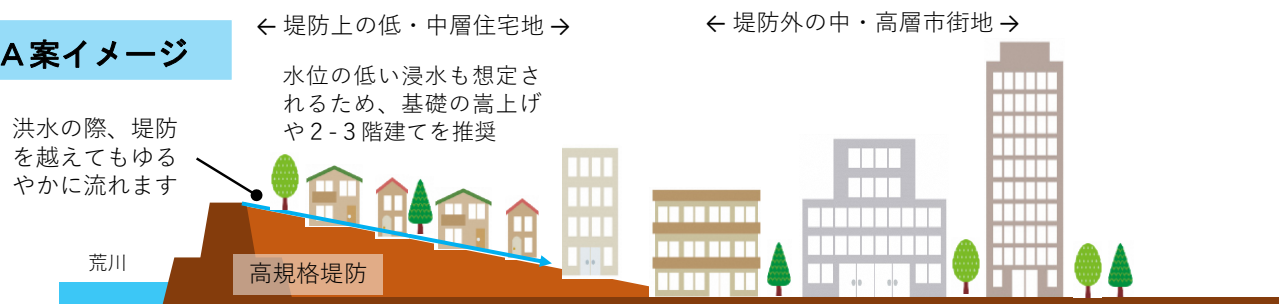 A案イメージ
← 堤防上の低・中層住宅地 →
← 堤防外の中・高層市街地 →
水位の低い浸水も想定さ
れるため、基礎の嵩上げ
や2-3階建てを推奨
洪水の際、堤防
を越えてもゆる
やかに流れます
荒川
高規格堤防